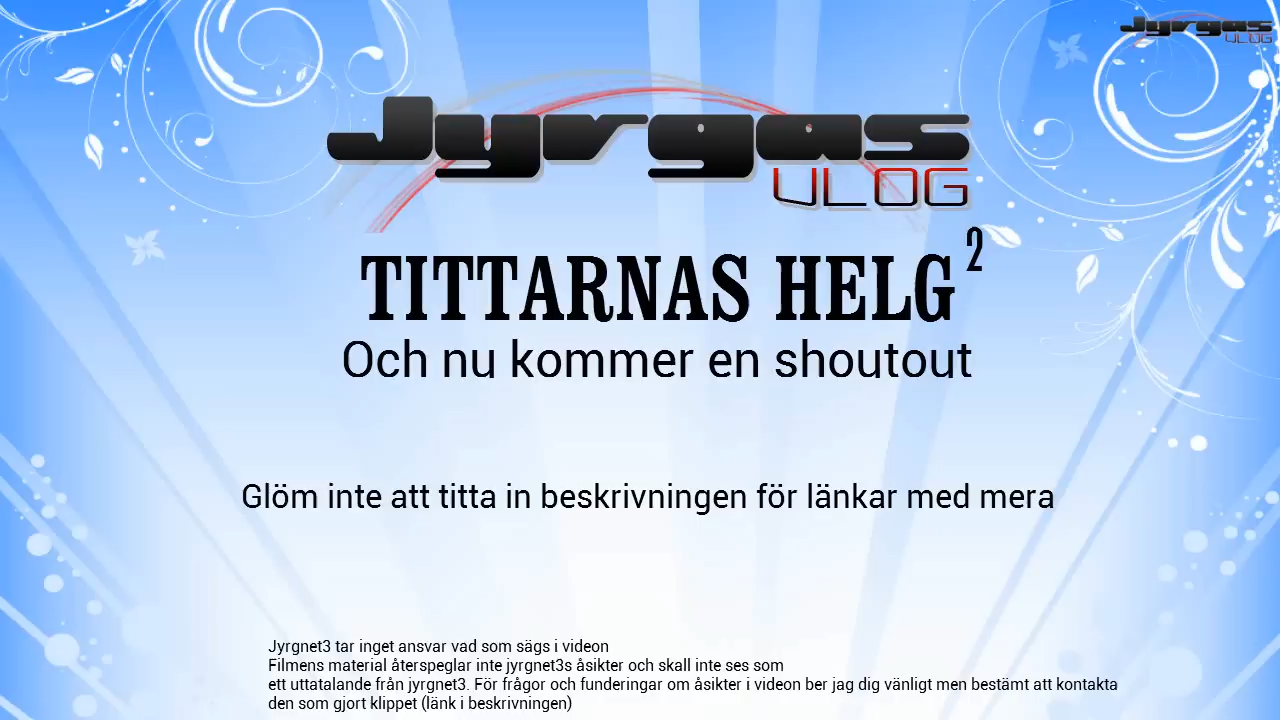 Jyrgas
VLOG
Jyrgas
VLOG
TITTARNAS HELG²
Och nu kommer en shoutout
Glöm inte att titta in beskrivningen för länkar med mera
Jyrgnet3 tar inget ansvar vad som sägs i videon
Filmens material återspeglar inte jyrgnet3s åsikter och skall inte ses som
ett uttatalande från jyrgnet3. För frågor och funderingar om åsikter i videon ber jag dig vänligt men bestämt att kontakta
den som gjort klippet (länk i beskrivningen)